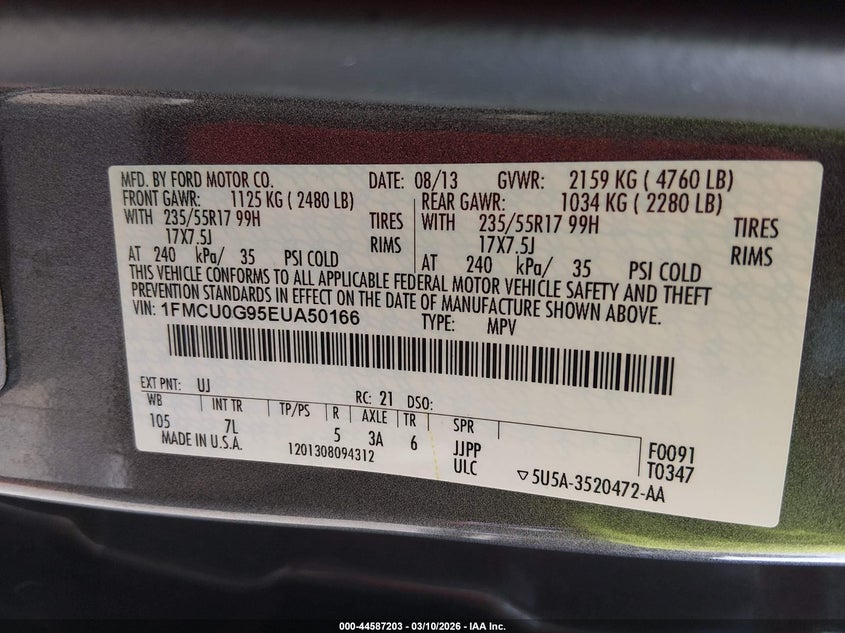 MFD. BY FORD MOTOR CO. DATE: 08/13 GVWR: 2159 KG ( 4760 LB)
FRONT GAWR: 1125 KG ( 2480 LB) REAR GAWR: 1034 KG ( 2280 LB)
WITH 235/55R17 99H TIRES WITH 235/55R17 99H TIRES
17X7.5J RIMS 17X7.5J RIMS
AT 240 kPa/ 35 PSI COLD AT 240 kPa/ 35 PSI COLD
THIS VEHICLE CONFORMS TO ALL APPLICABLE FEDERAL MOTOR VEHICLE SAFETY AND THEFT
PREVENTION STANDARDS IN EFFECT ON THE DATE OF MANUFACTURE SHOWN ABOVE.
VIN: 1FMCU0G95EUA50166 TYPE: MPV
EXT PNT: UJ RC: 21 DSO:
WB INT TR TP/PS R AXLE TR SPR
105 7L 5 3A 6 JJPP F0091
MADE IN U.S.A. 1201308094312 ULC T0347
▽5U5A-3520472-AA
000-44587203 — 03/10/2026 — IAA Inc.